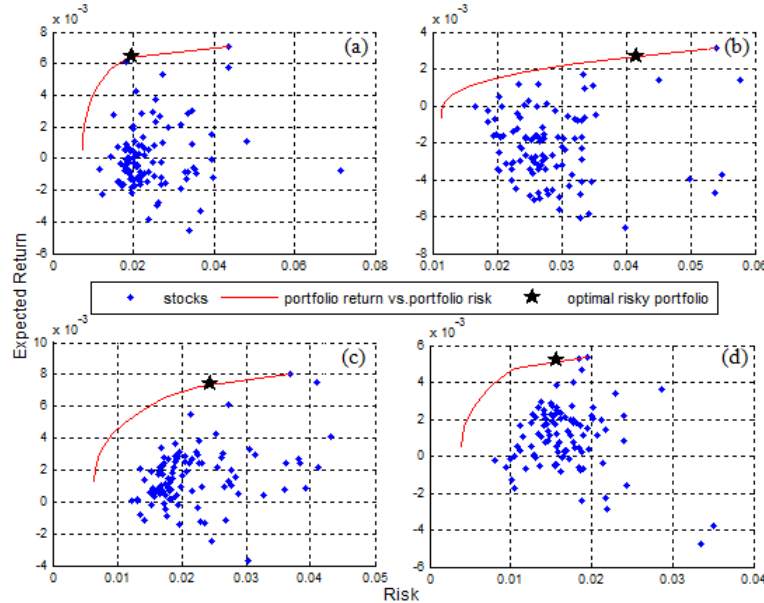 x 10^-3 x 10^-3
8 6
(a) (b)
6 4
4 2
2 0
0 -2
-2 -4
-4 -6
-6 -8
0 0.02 0.04 0.06 0.08 0.01 0.02 0.03 0.04 0.05 0.06
Expected Return
stocks portfolio return vs.portfolio risk optimal risky portfolio
x 10^-3 x 10^-3
10 6
(c) (d)
8 4
6 2
4 0
2 -2
0 -4
-2 -6
-4
0 0.01 0.02 0.03 0.04 0.05 0 0.01 0.02 0.03 0.04
Risk